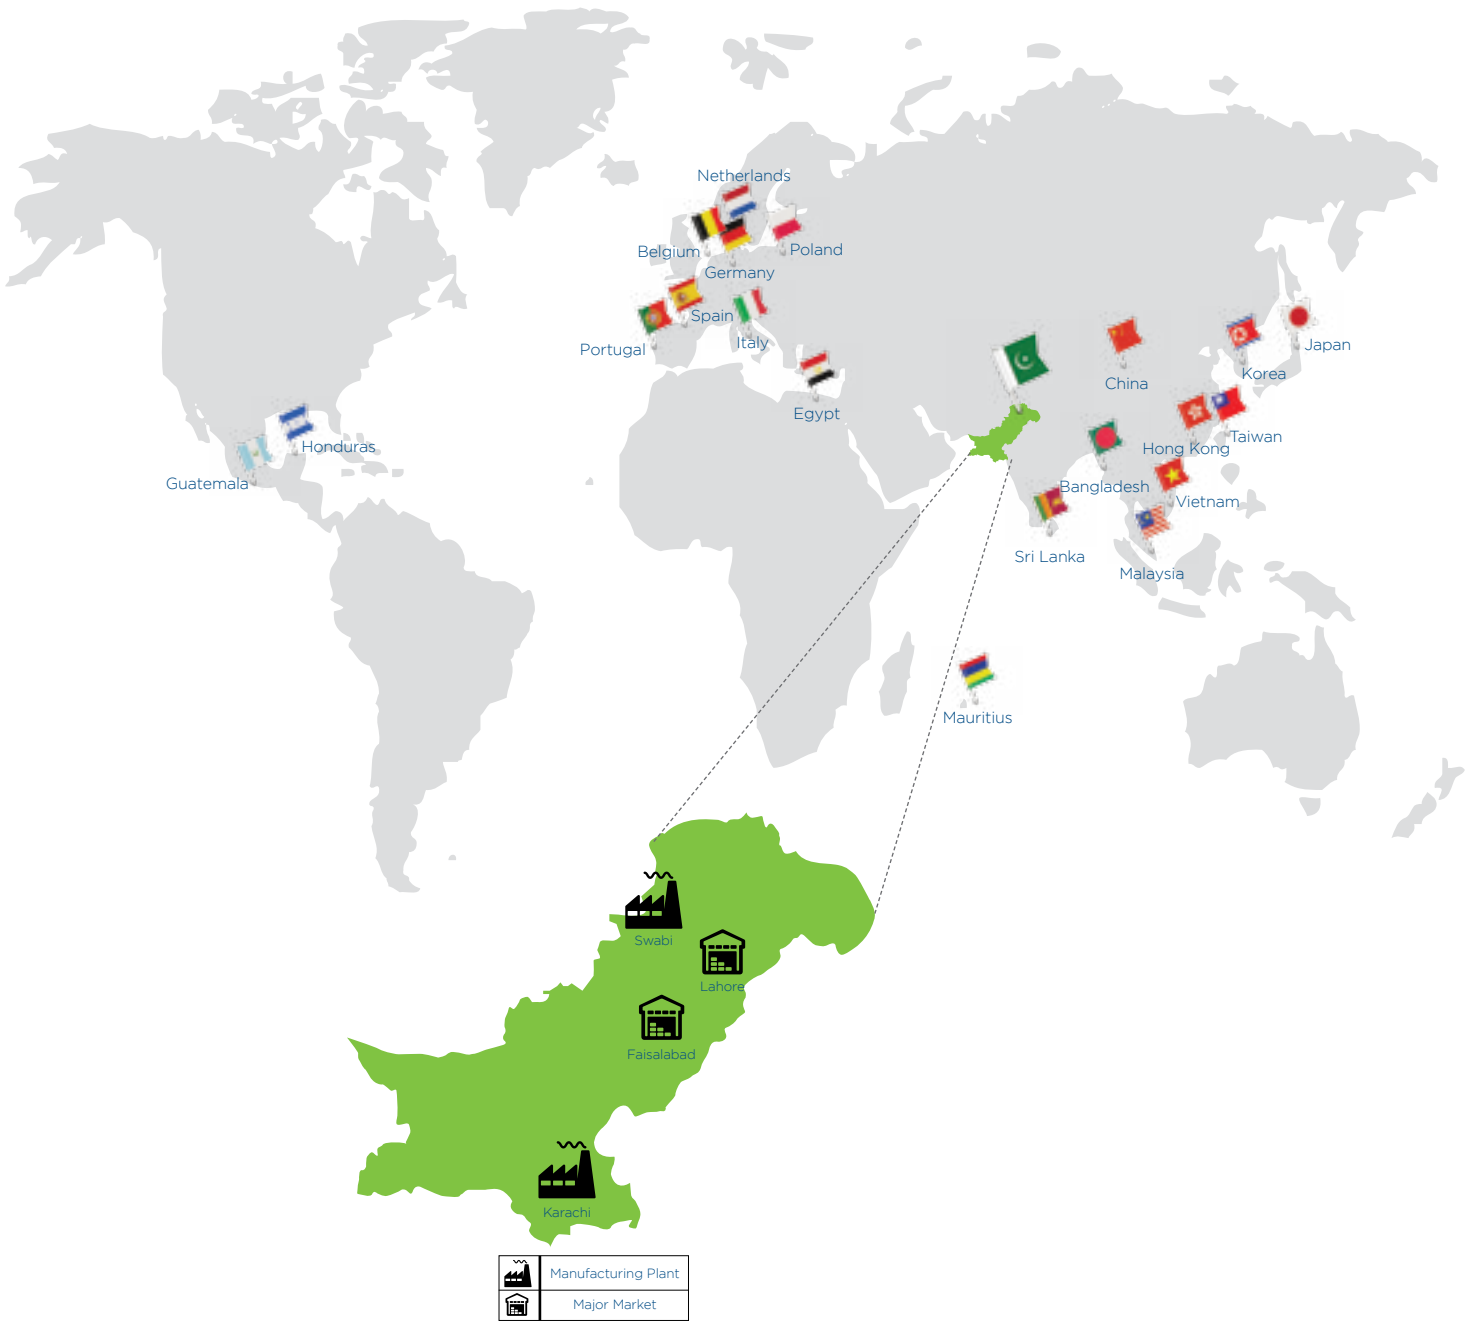 Netherlands
Belgium
Poland
Germany
Spain
Portugal
Italy
Egypt
China
Korea
Japan
Honduras
Guatemala
Hong Kong
Taiwan
Bangladesh
Vietnam
Sri Lanka
Malaysia
Mauritius
Swabi
Lahore
Faisalabad
Karachi
Manufacturing Plant
Major Market